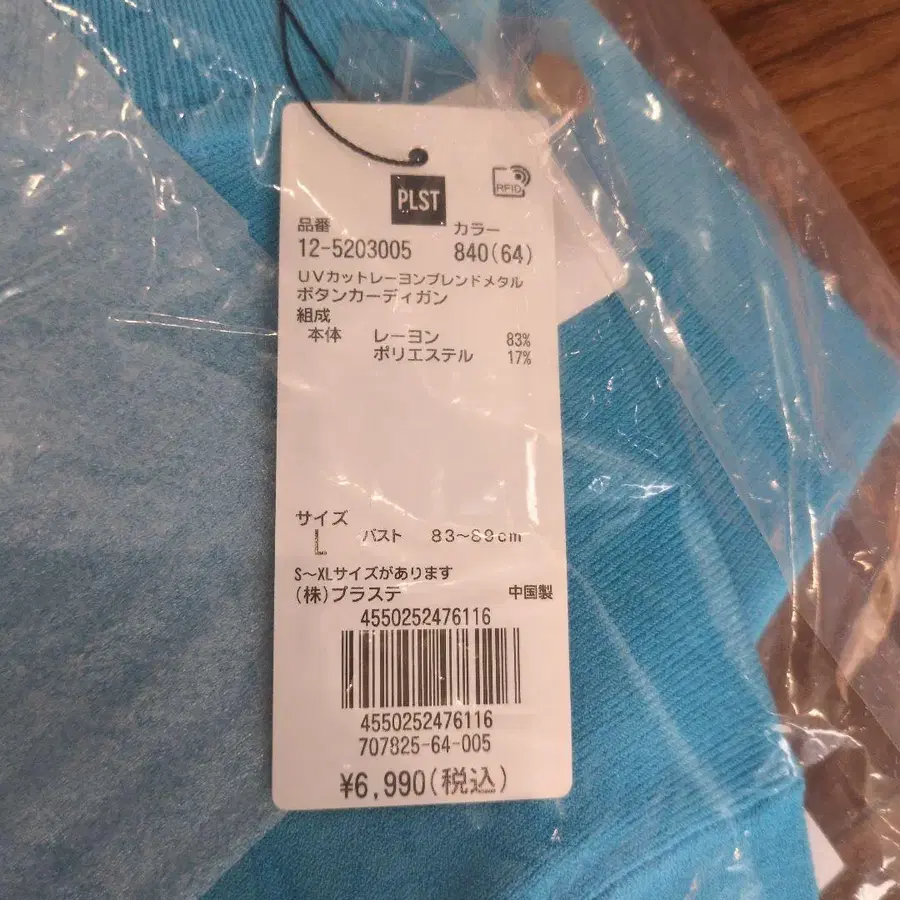 PLST
RFID
品番 カラー
12-5203005 840(64)
UVカットレーヨンブレンドメタル
ボタンカーディガン
組成
本体 レーヨン 83%
ポリエステル 17%
サイズ
L バスト 83〜89cm
S〜XLサイズがあります
(株)プラステ 中国製
4550252476116
4550252476116
707825-64-005
¥6,990(税込)